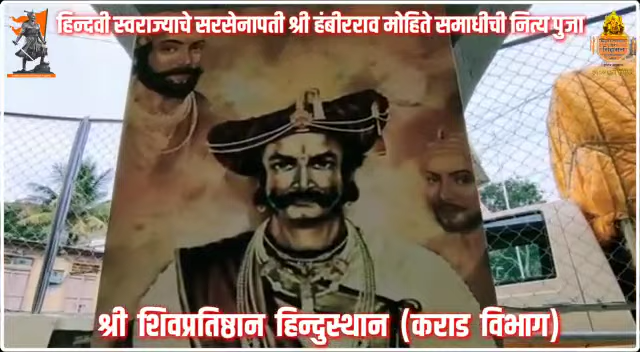 हिन्दवी स्वराज्याचे सरसेनापती श्री हंबीरराव मोहिते समाधीची नित्य पुजा
श्री शिवप्रतिष्ठान हिन्दुस्थान (कराड विभाग)